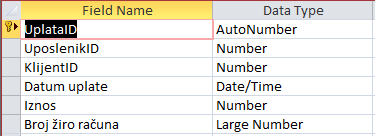 Field Name Data Type
UplataID AutoNumber
UposlenikID Number
KlijentID Number
Datum uplate Date/Time
Iznos Number
Broj žiro računa Large Number